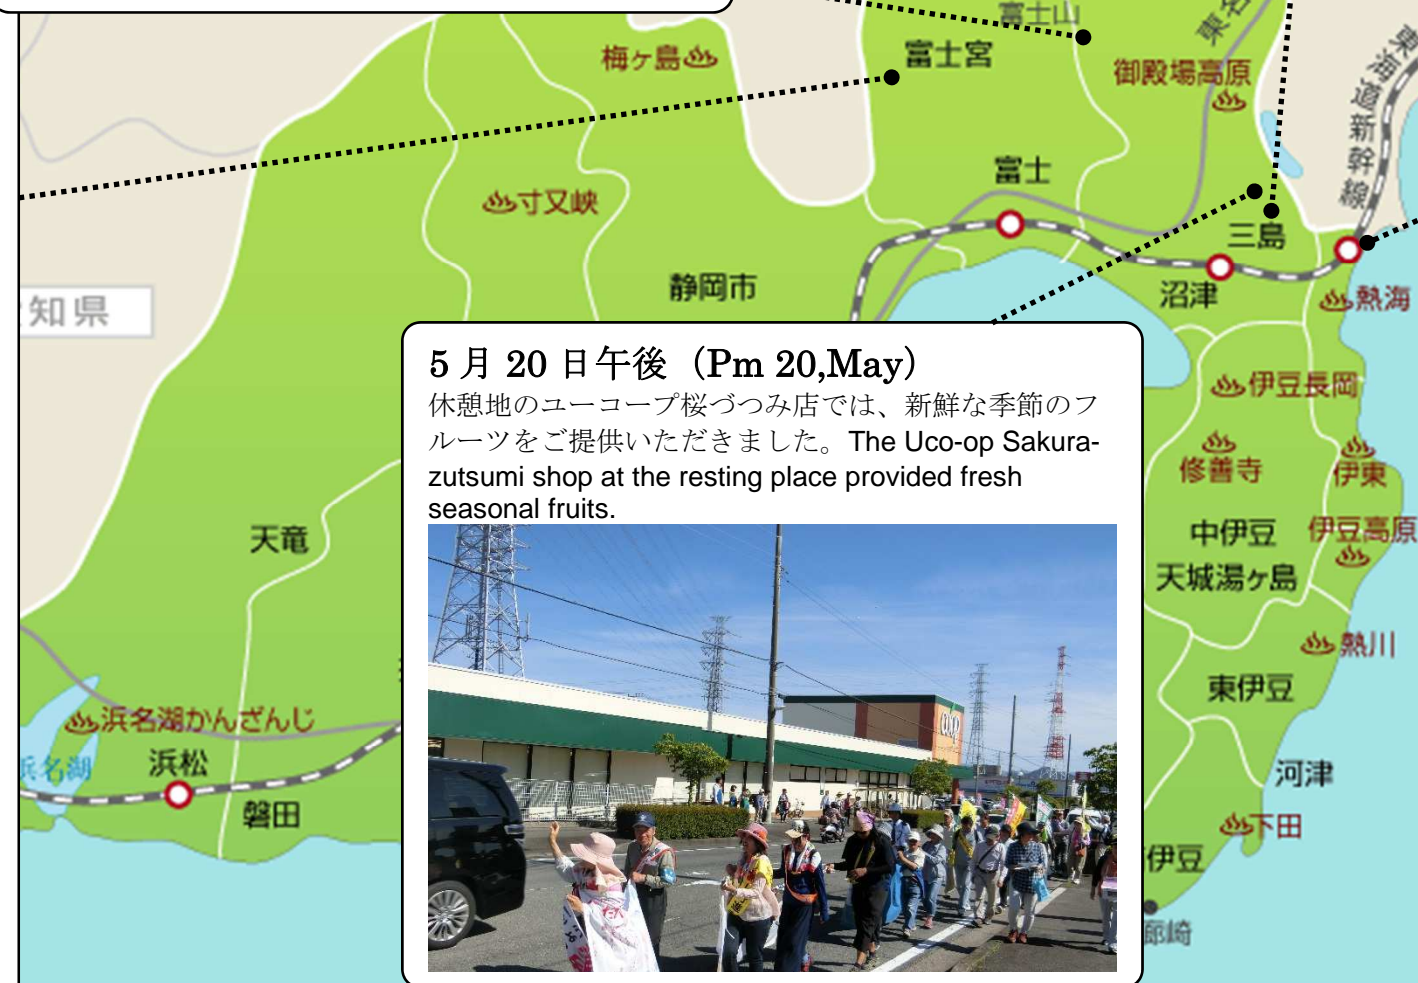 富士山
東名
梅ヶ島
富士宮
御殿場高原
東海道新幹線
富士
寸又峡
三島
静岡市
沼津
熱海
知県
5 月 20 日午後（Pm 20,May）
休憩地のユーコープ桜づつみ店では、新鮮な季節のフ
ルーツをご提供いただきました。The Uco-op Sakura-
zutsumi shop at the resting place provided fresh
seasonal fruits.
伊豆長岡
修善寺
伊東
天竜
中伊豆
伊豆高原
天城湯ヶ島
熱川
東伊豆
浜名湖かんざんじ
浜名湖
浜松
磐田
河津
下田
伊豆
廊崎
coop